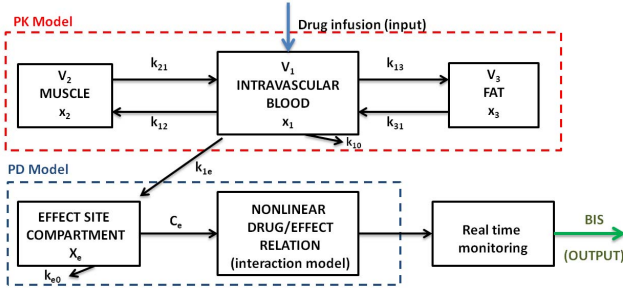 PK Model
Drug infusion (input)
V2
MUSCLE
x2
k21
k12
V1
INTRAVASCULAR
BLOOD
x1
k13
k31
V3
FAT
x3
k10
k1e
PD Model
EFFECT SITE
COMPARTMENT
Xe
ke0
Ce
NONLINEAR
DRUG/EFFECT
RELATION
(interaction model)
Real time
monitoring
BIS
(OUTPUT)